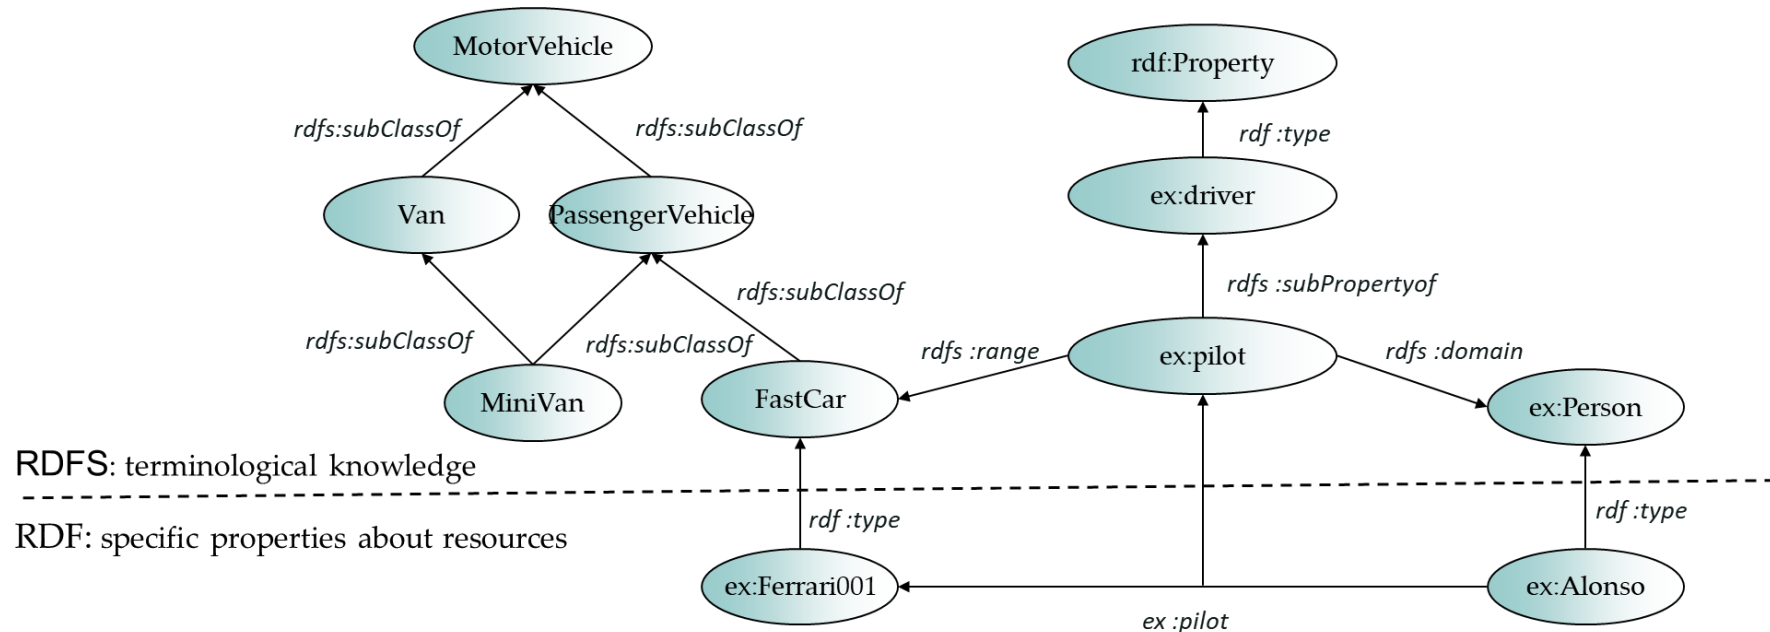 MotorVehicle
rdf:Property
rdfs:subClassOf
rdfs:subClassOf
rdf :type
Van
PassengerVehicle
ex:driver
rdfs:subClassOf
rdfs :subPropertyof
rdfs:subClassOf
rdfs:subClassOf
rdfs :range
ex:pilot
rdfs :domain
MiniVan
FastCar
ex:Person
RDFS: terminological knowledge
rdf :type
rdf :type
RDF: specific properties about resources
ex:Ferrari001
ex:Alonso
ex :pilot